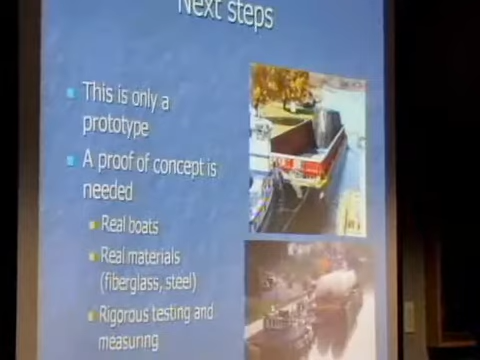 Next steps
This is only a
prototype
A proof of concept is
needed
Real boats
Real materials
(fiberglass, steel)
Rigorous testing and
measuring